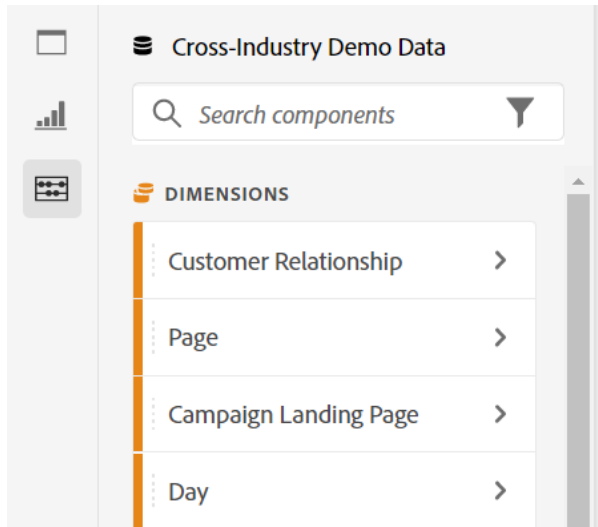 Cross-Industry Demo Data
Search components
DIMENSIONS
Customer Relationship
Page
Campaign Landing Page
Day